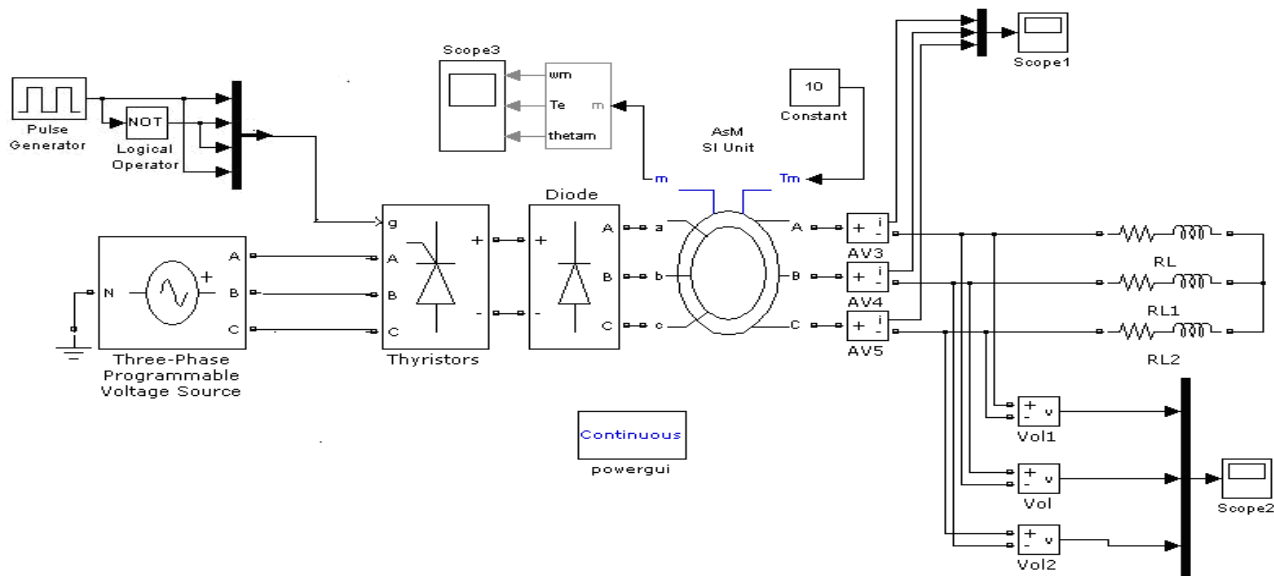 Scope3
wm
Te
m
thetam
Pulse
Generator
NOT
Logical
Operator
10
Constant
AsM
SI Unit
Scope1
m
Tm
Diode
g
A
B
C
+
-
Thyristors
+
-
A
B
C
a
b
c
A
B
C
+
i
-
AV3
+
i
-
AV4
+
i
-
AV5
N
+
A
B
C
Three-Phase
Programmable
Voltage Source
RL
RL1
RL2
Continuous
powergui
+
-
v
Vol1
+
-
v
Vol
+
-
v
Vol2
Scope2